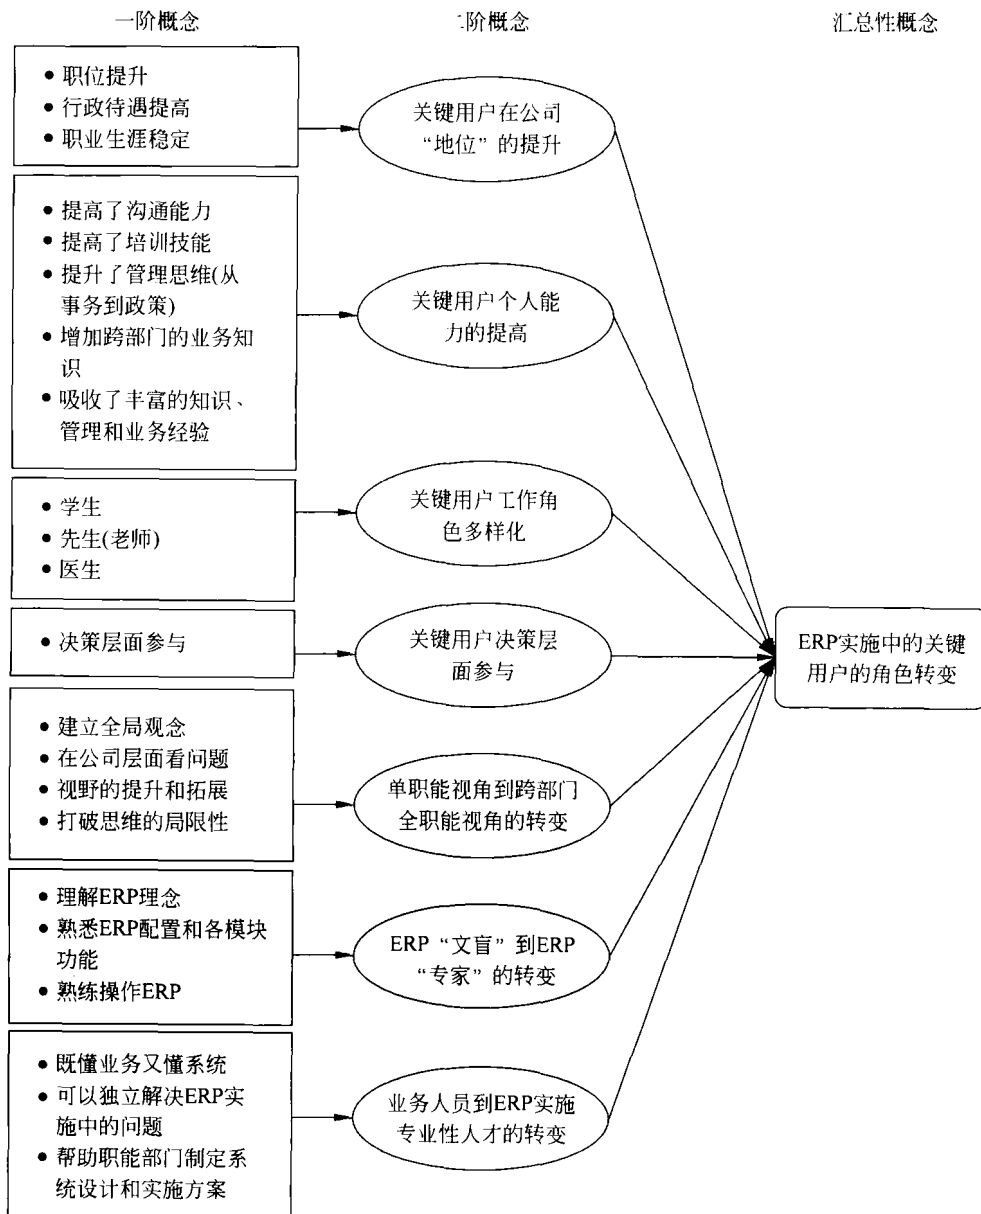 一阶概念
二阶概念
汇总性概念
● 职位提升
● 行政待遇提高
● 职业生涯稳定
关键用户在公司
“地位”的提升
● 提高了沟通能力
● 提高了培训技能
● 提升了管理思维(从
事务到政策)
● 增加跨部门的业务知
识
● 吸收了丰富的知识、
管理和业务经验
关键用户个人能
力的提高
● 学生
● 先生(老师)
● 医生
关键用户工作角
色多样化
● 决策层面参与
关键用户决策层
面参与
● 建立全局观念
● 在公司层面看问题
● 视野的提升和拓展
● 打破思维的局限性
单职能视角到跨部门
全职能视角的转变
● 理解ERP理念
● 熟悉ERP配置和各模块
功能
● 熟练操作ERP
ERP“文盲”到ERP
“专家”的转变
● 既懂业务又懂系统
● 可以独立解决ERP实
施中的问题
● 帮助职能部门制定系
统设计和实施方案
业务人员到ERP实施
专业性人才的转变
ERP实施中的关键
用户的角色转变